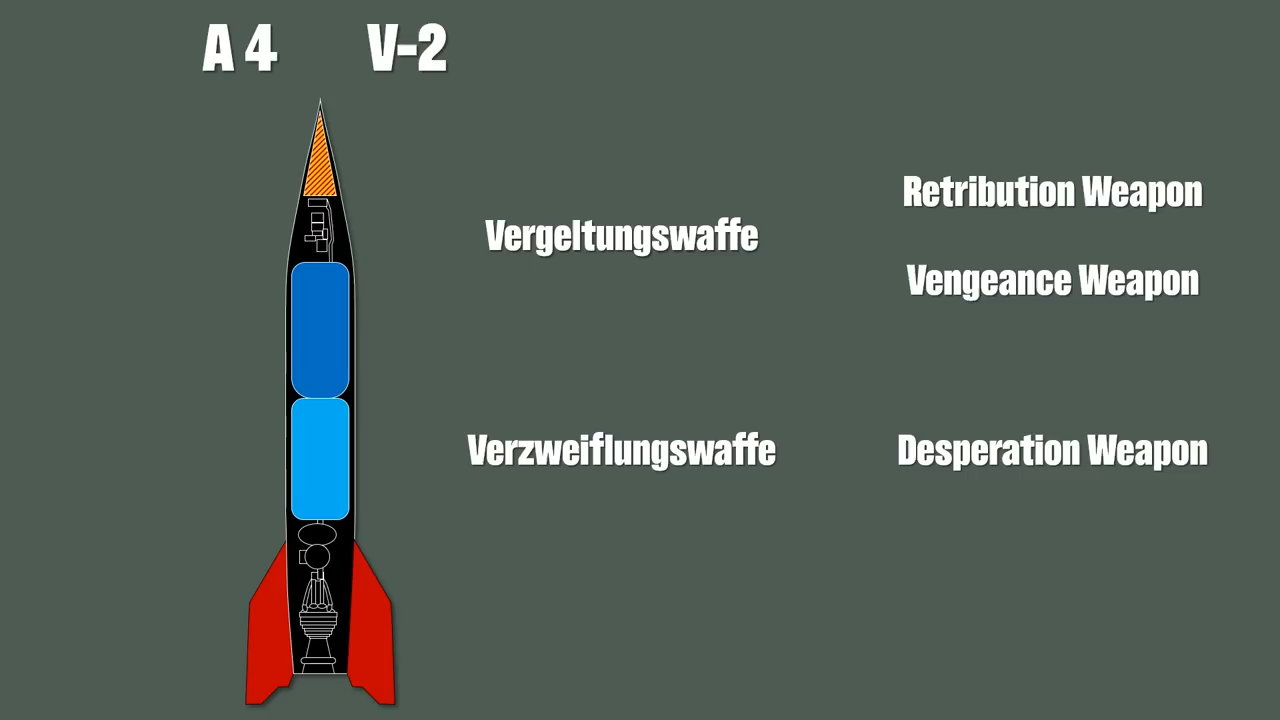 A 4 V-2
Retribution Weapon
Vergeltungswaffe
Vengeance Weapon
Verzweiflungswaffe
Desperation Weapon